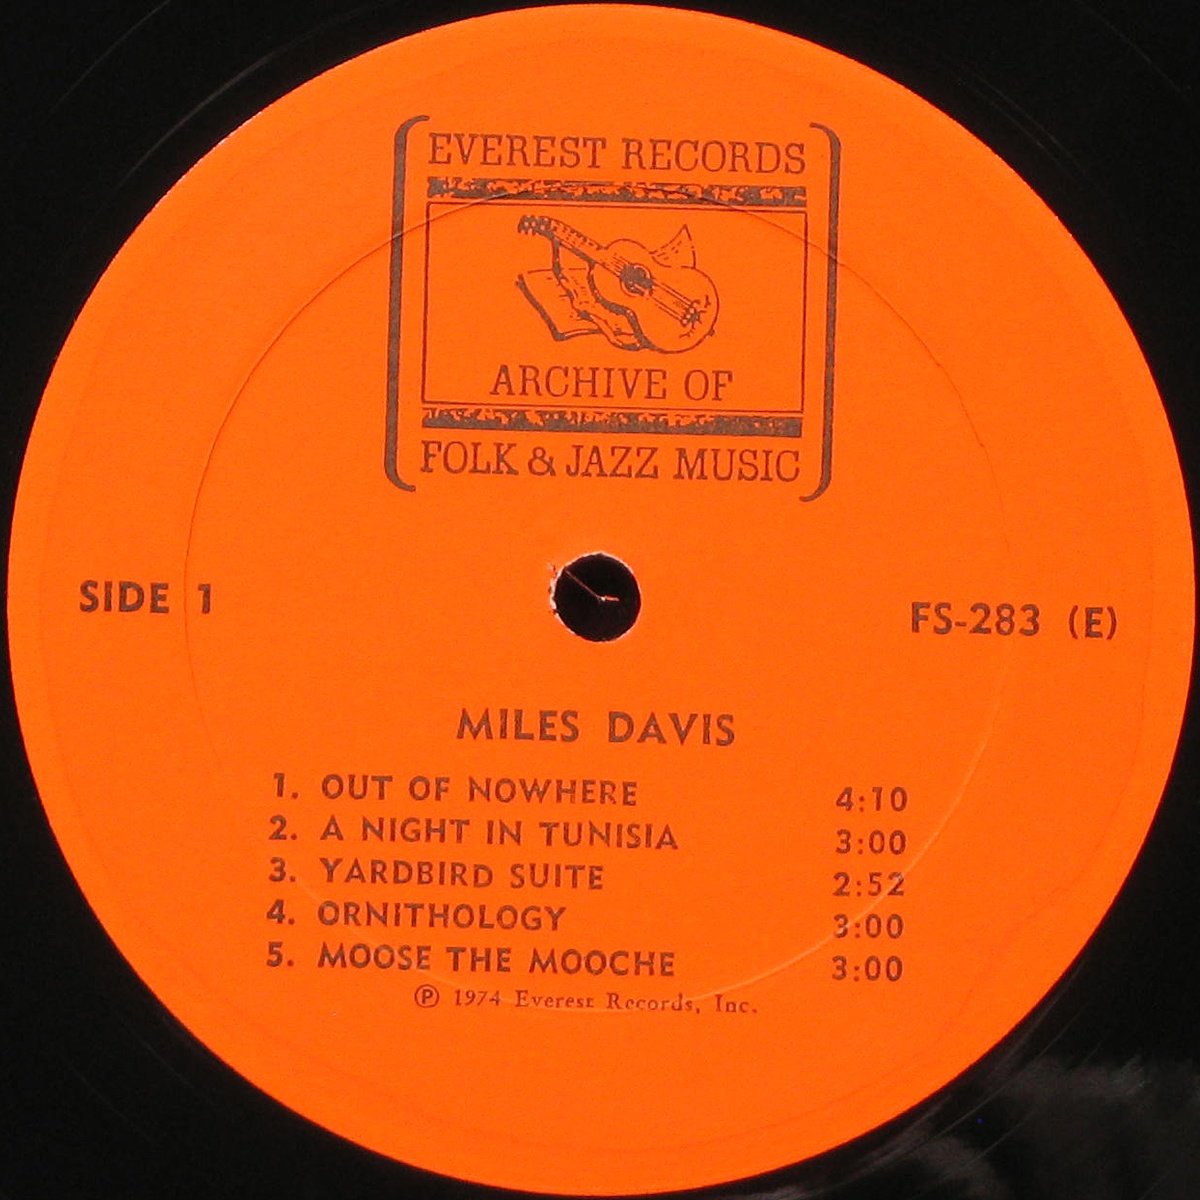 EVEREST RECORDS
ARCHIVE OF
FOLK & JAZZ MUSIC
SIDE 1
FS-283 (E)
MILES DAVIS
1. OUT OF NOWHERE 4:10
2. A NIGHT IN TUNISIA 3:00
3. YARDBIRD SUITE 2:52
4. ORNITHOLOGY 3:00
5. MOOSE THE MOOCHE 3:00
℗ 1974 Everest Records, Inc.